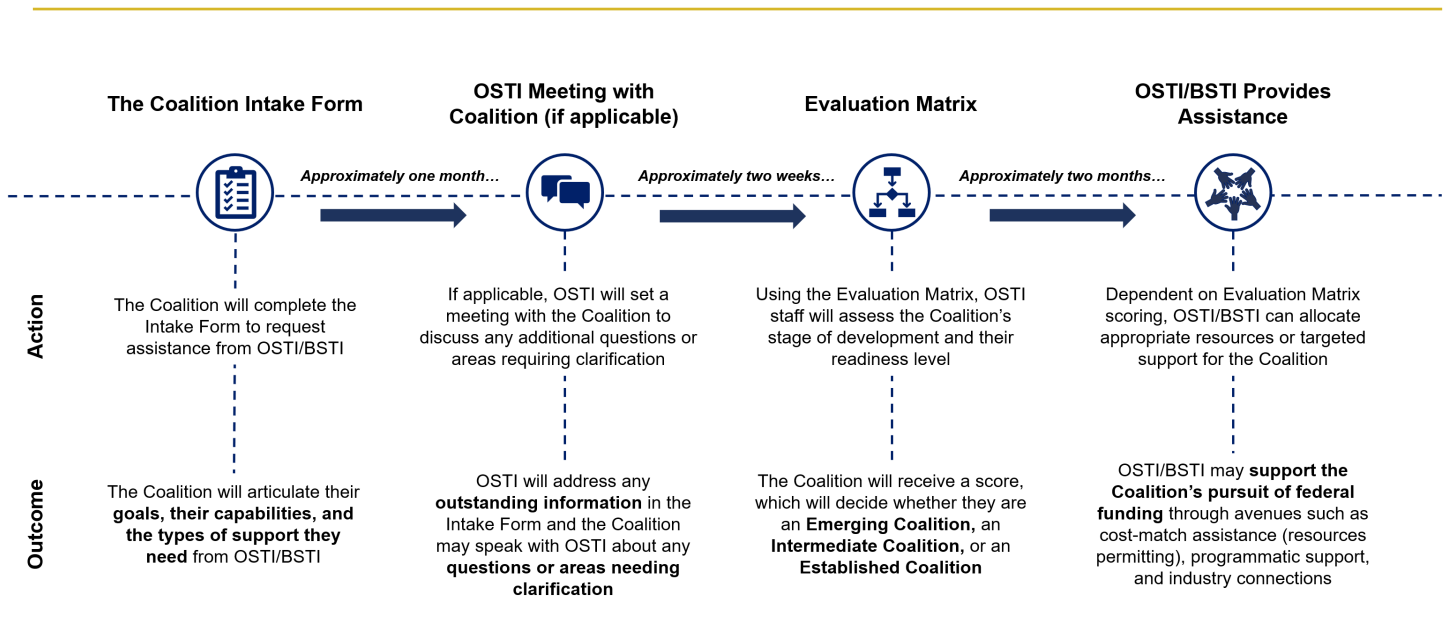 The Coalition Intake Form
OSTI Meeting with
Coalition (if applicable)
Evaluation Matrix
OSTI/BSTI Provides
Assistance
Approximately one month…
Approximately two weeks…
Approximately two months…
Action
The Coalition will complete the
Intake Form to request
assistance from OSTI/BSTI
If applicable, OSTI will set a
meeting with the Coalition to
discuss any additional questions or
areas requiring clarification
Using the Evaluation Matrix, OSTI
staff will assess the Coalition’s
stage of development and their
readiness level
Dependent on Evaluation Matrix
scoring, OSTI/BSTI can allocate
appropriate resources or targeted
support for the Coalition
Outcome
The Coalition will articulate their
goals, their capabilities, and
the types of support they
need from OSTI/BSTI
OSTI will address any
outstanding information in the
Intake Form and the Coalition
may speak with OSTI about any
questions or areas needing
clarification
The Coalition will receive a score,
which will decide whether they are
an Emerging Coalition, an
Intermediate Coalition, or an
Established Coalition
OSTI/BSTI may support the
Coalition’s pursuit of federal
funding through avenues such as
cost-match assistance (resources
permitting), programmatic support,
and industry connections